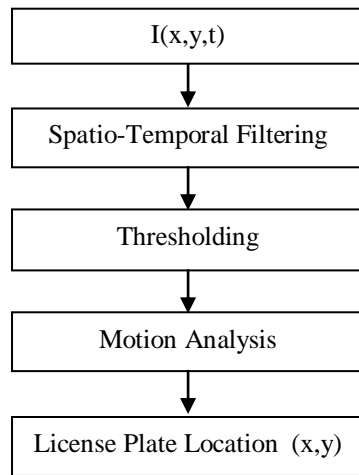 I(x,y,t)
Spatio-Temporal Filtering
Thresholding
Motion Analysis
License Plate Location (x,y)